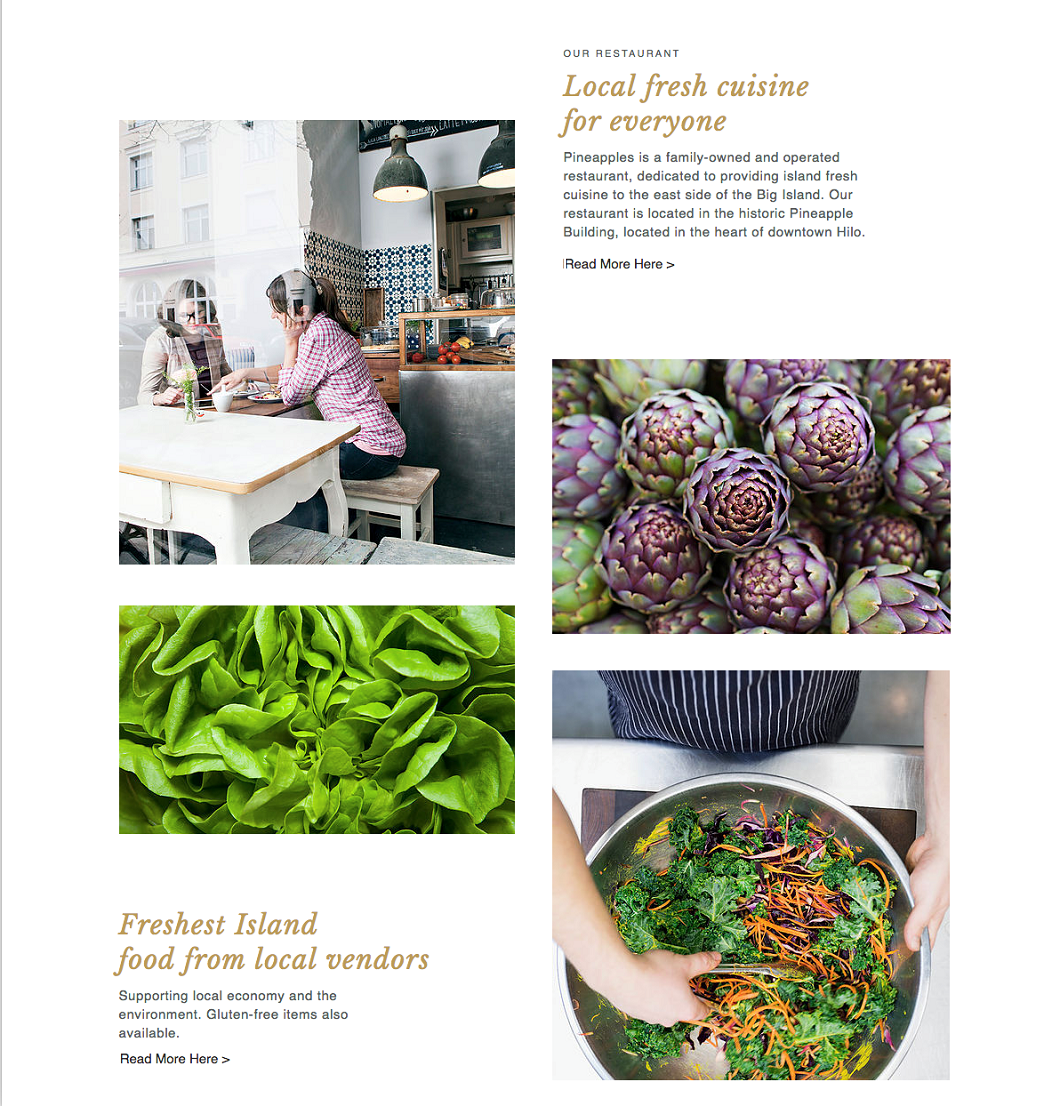 OUR RESTAURANT
Local fresh cuisine
for everyone
Pineapples is a family-owned and operated
restaurant, dedicated to providing island fresh
cuisine to the east side of the Big Island. Our
restaurant is located in the historic Pineapple
Building, located in the heart of downtown Hilo.
Read More Here >
Freshest Island
food from local vendors
Supporting local economy and the
environment. Gluten-free items also
available.
Read More Here >